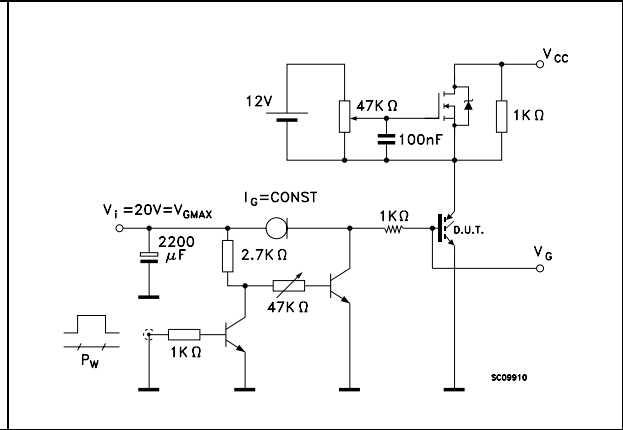 V CC
12V
47K Ω
1K Ω
100nF
I G =CONST
V i =20V=V GMAX
1K Ω
D.U.T.
2200
μF
2.7K Ω
V G
47K Ω
1K Ω
P W
SC09910